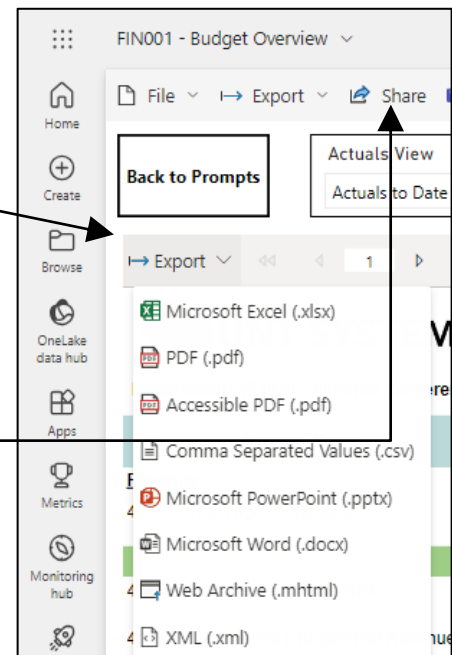 FIN001 - Budget Overview
File Export Share
Home
Create
Browse
OneLake
data hub
Apps
Metrics
Monitoring
hub
Back to Prompts
Actuals View
Actuals to Date
Export 1
Microsoft Excel (.xlsx)
PDF (.pdf)
Accessible PDF (.pdf)
Comma Separated Values (.csv)
Microsoft PowerPoint (.pptx)
Microsoft Word (.docx)
Web Archive (.mhtml)
XML (.xml)